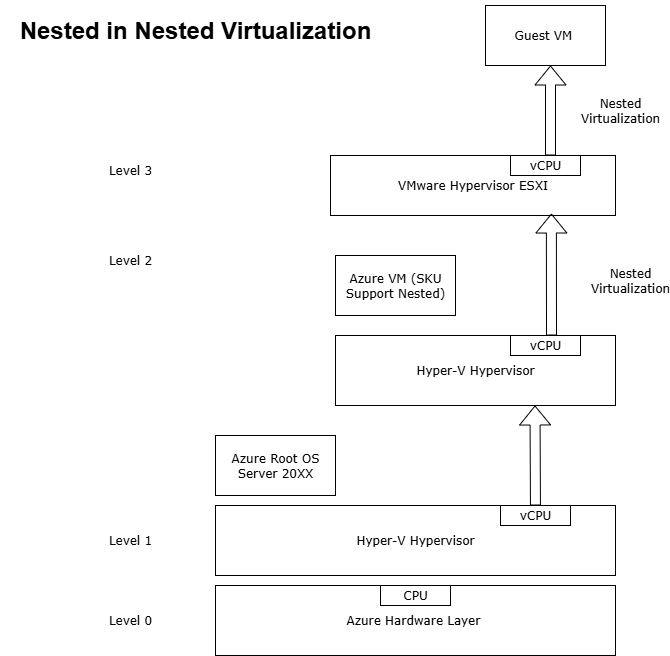 Nested in Nested Virtualization
Guest VM
Nested
Virtualization
Level 3
vCPU
VMware Hypervisor ESXI
Level 2
Azure VM (SKU
Support Nested)
Nested
Virtualization
vCPU
Hyper-V Hypervisor
Azure Root OS
Server 20XX
Level 1
vCPU
Hyper-V Hypervisor
Level 0
CPU
Azure Hardware Layer